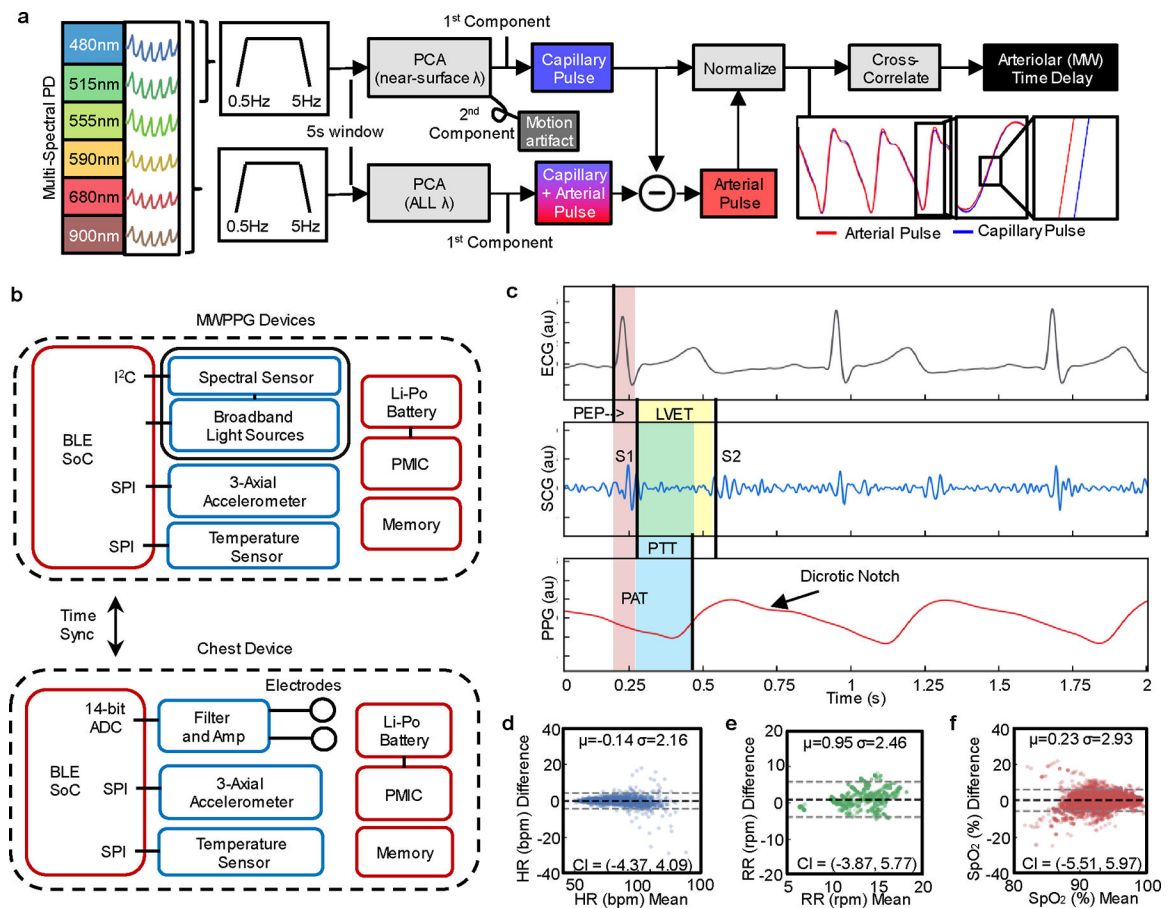 a
Multi-Spectral PD
480nm
515nm
555nm
590nm
680nm
900nm
0.5Hz 5Hz
0.5Hz 5Hz
5s window
PCA
(near-surface λ)
1st Component
2nd
Component
Motion
artifact
Capillary
Pulse
PCA
(ALL λ)
1st Component
Capillary
+ Arterial
Pulse
Arterial
Pulse
Normalize
Cross-
Correlate
Arteriolar (MW)
Time Delay
Arterial Pulse Capillary Pulse
b
MWPPG Devices
BLE
SoC
I2C
SPI
SPI
Spectral Sensor
Broadband
Light Sources
3-Axial
Accelerometer
Temperature
Sensor
Li-Po
Battery
PMIC
Memory
Time
Sync
Chest Device
Electrodes
BLE
SoC
14-bit
ADC
SPI
SPI
Filter
and Amp
3-Axial
Accelerometer
Temperature
Sensor
Li-Po
Battery
PMIC
Memory
c
ECG (au)
PEP-->
LVET
SCG (au)
S1
S2
PTT
PPG (au)
PAT
Dicrotic Notch
0 0.25 0.5 0.75 1 1.25 1.5 1.75 2
Time (s)
d
HR (bpm) Difference
40
20
0
-20
-40
μ=-0.14 σ=2.16
CI = (-4.37, 4.09)
50 100 100
HR (bpm) Mean
e
RR (rpm) Difference
20
10
0
-10
-20
μ=0.95 σ=2.46
CI = (-3.87, 5.77)
5 10 15 20
RR (rpm) Mean
f
SpO2 (%) Difference
40
20
0
-20
-40
μ=0.23 σ=2.93
CI = (-5.51, 5.97)
80 90 100
SpO2 (%) Mean